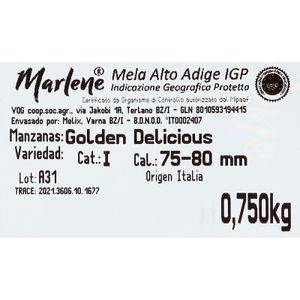 Marlene®
Mela Alto Adige IGP
Indicazione Geografica Protetta
Certificato da Organismo di Controllo autorizzato dal Mipaaf
VOG coop.soc.agr., via Jakobi 1A, Terlano BZ/I - GLN 8010593194415
Envasado por: Melix, Varna BZ/I - B.D.N.O.O. °IT0002407
Manzanas: Golden Delicious
Variedad: Cat.: I Cal.: 75-80 mm
Lot: A31 Origen Italia
TRACE: 2021.3606.10.1677
0,750kg